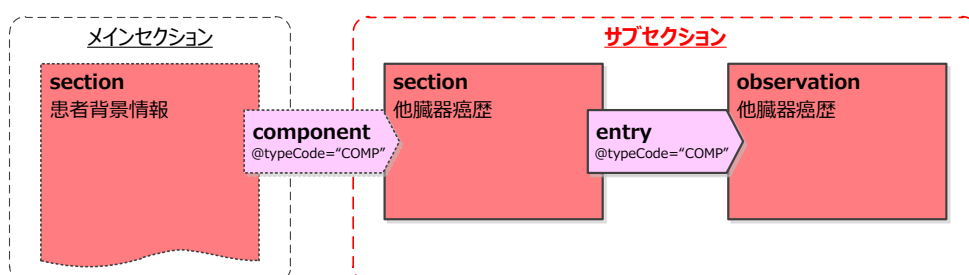 メインセクション
サブセクション
section
患者背景情報
component
@typeCode=“COMP”
section
他臓器癌歴
entry
@typeCode=“COMP”
observation
他臓器癌歴